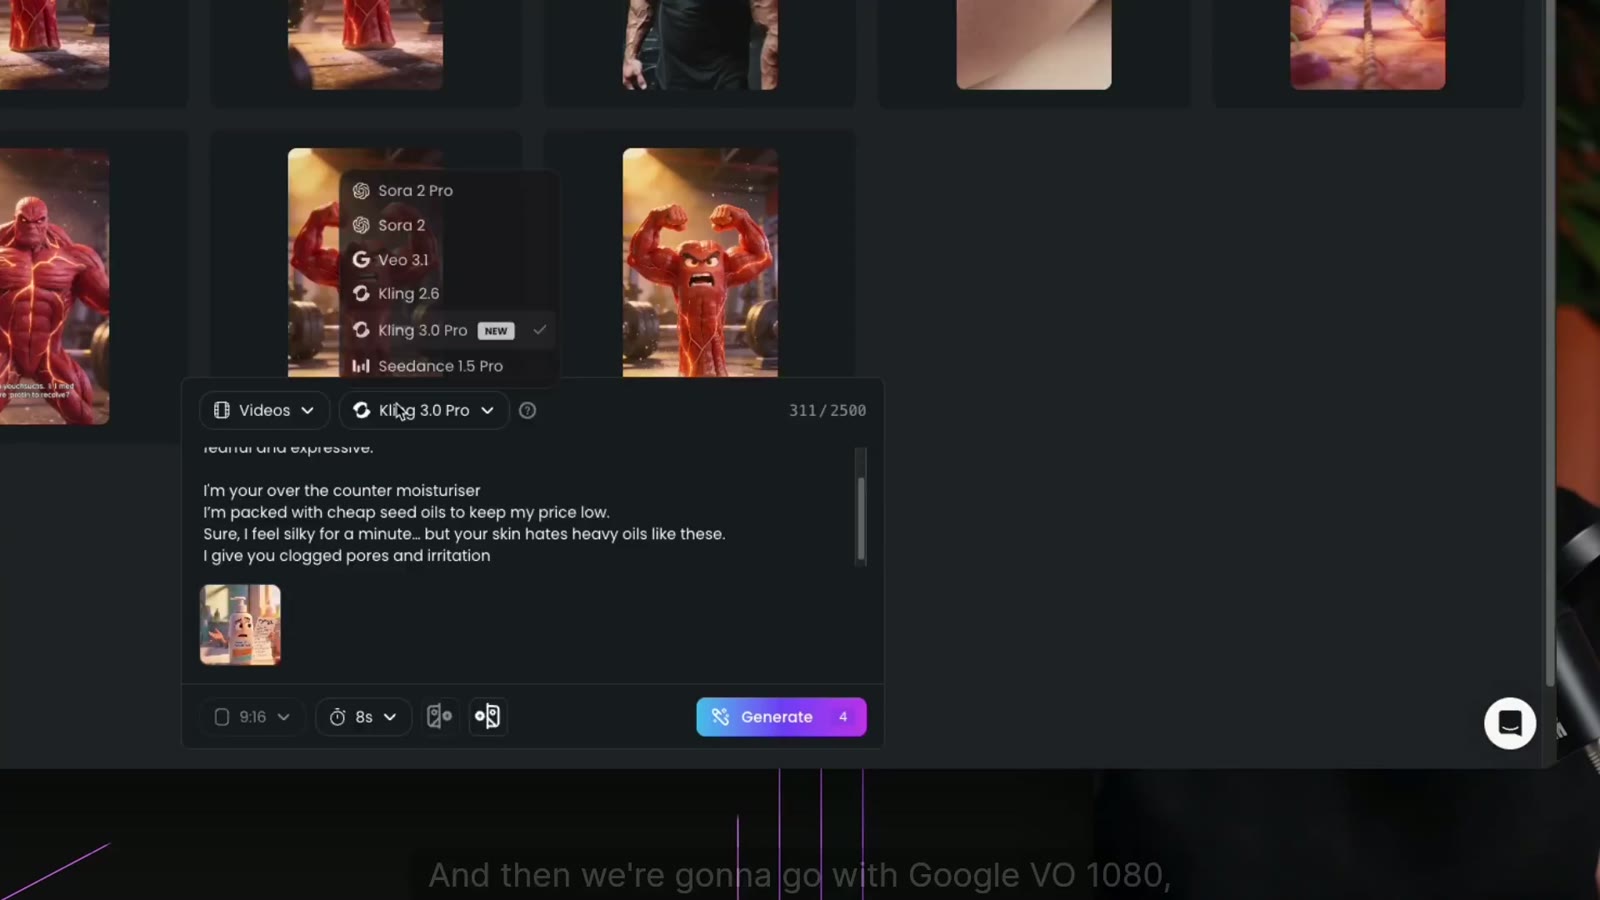 Sora 2 Pro
Sora 2
Veo 3.1
Kling 2.6
Kling 3.0 Pro NEW
Seedance 1.5 Pro
Videos
Kling 3.0 Pro
311/2500
fearful and expressive.
I'm your over the counter moisturiser
I'm packed with cheap seed oils to keep my price low.
Sure, I feel silky for a minute… but your skin hates heavy oils like these.
I give you clogged pores and irritation
9:16
8s
Generate 4
And then we're gonna go with Google VO 1080,